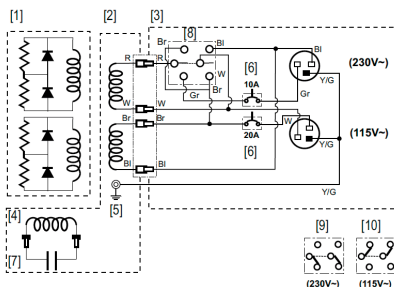 [1]
[2]
[3]
[8]
Br
Bl
R
R
W
[6]
10A
(230V~)
Y/G
Br
Gr
Gr
W
W
Br
Br
W
(115V~)
20A
[6]
Bl
Bl
Y/G
Y/G
[5]
[4]
[7]
[9]
[10]
(230V~)
(115V~)